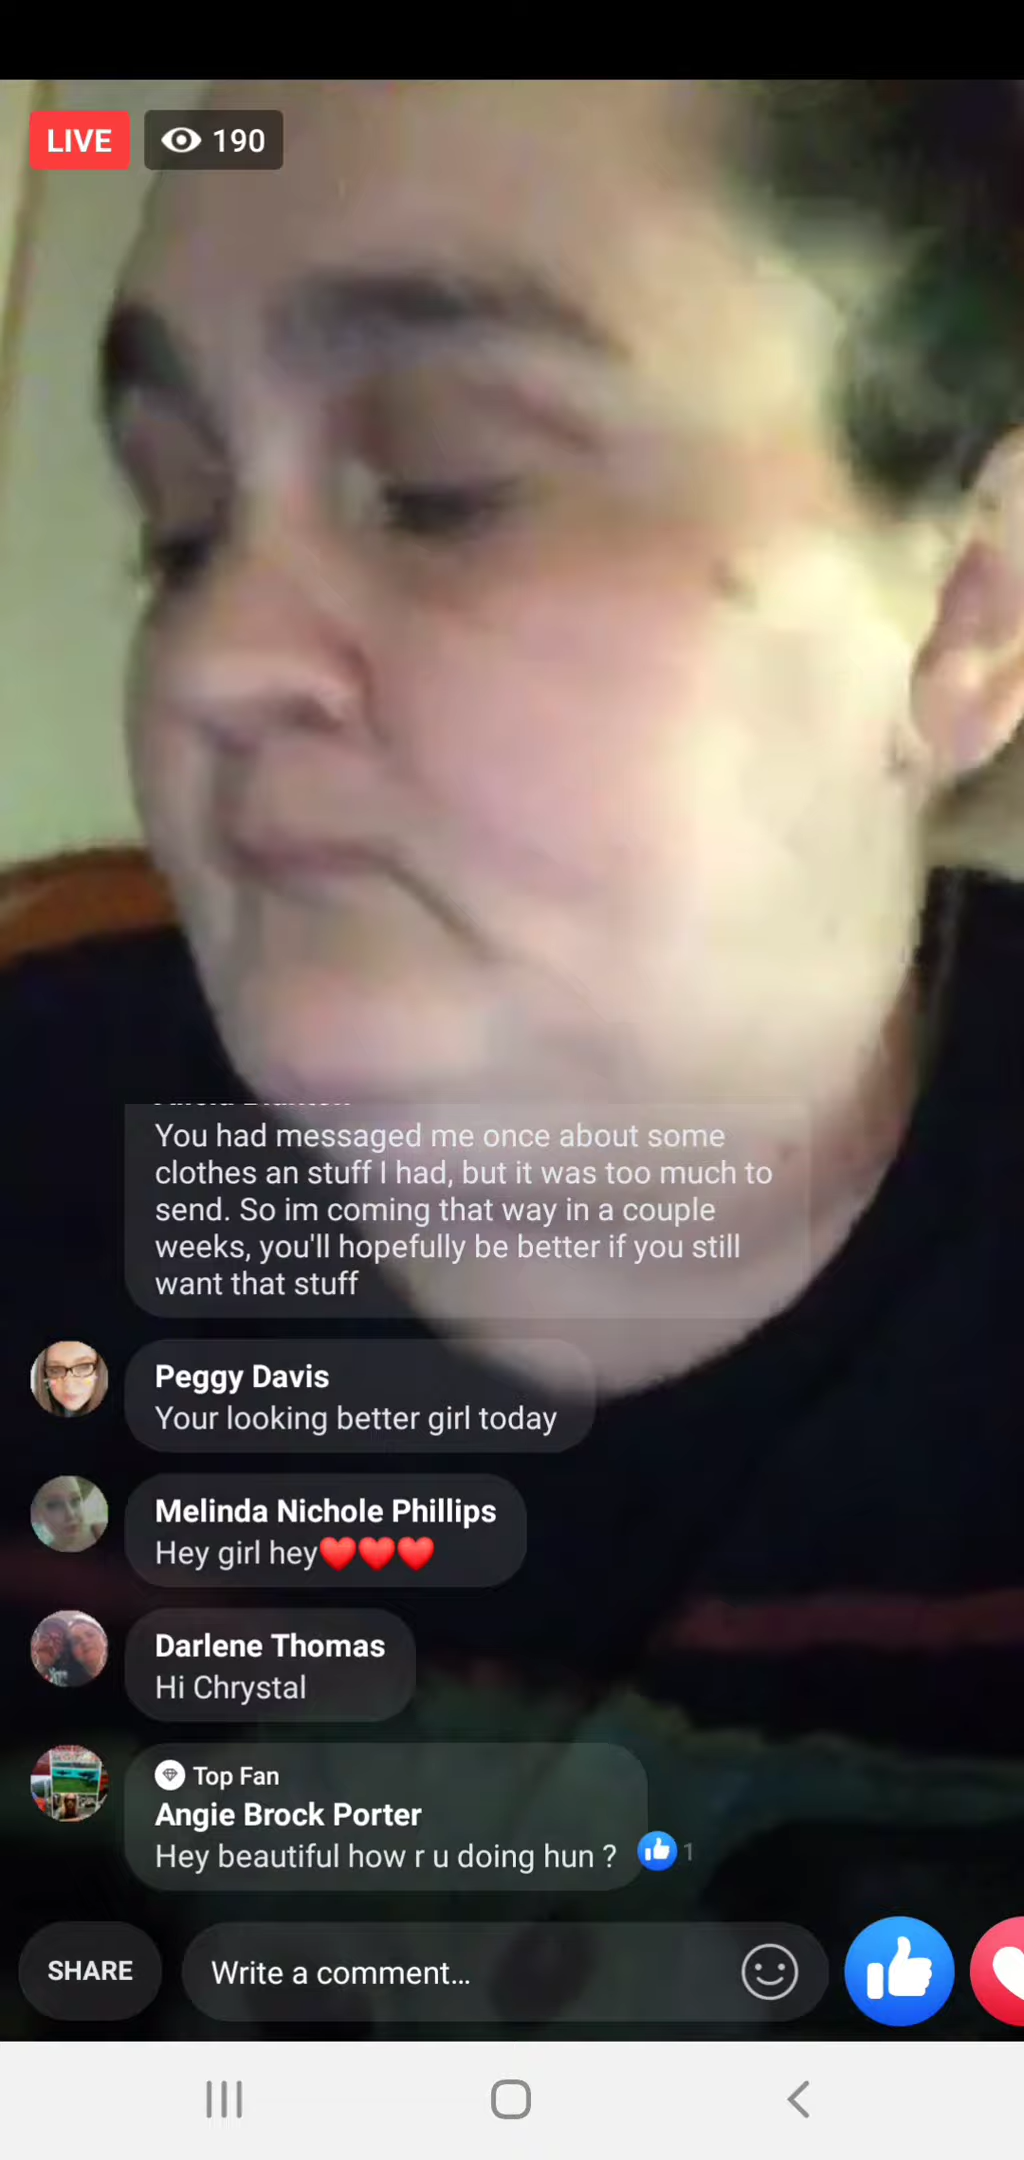 LIVE
190
You had messaged me once about some
clothes an stuff I had, but it was too much to
send. So im coming that way in a couple
weeks, you'll hopefully be better if you still
want that stuff
Peggy Davis
Your looking better girl today
Melinda Nichole Phillips
Hey girl hey❤️❤️❤️
Darlene Thomas
Hi Chrystal
Top Fan
Angie Brock Porter
Hey beautiful how r u doing hun ?
1
SHARE
Write a comment...